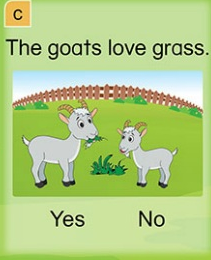 c
The goats love grass.
Yes No